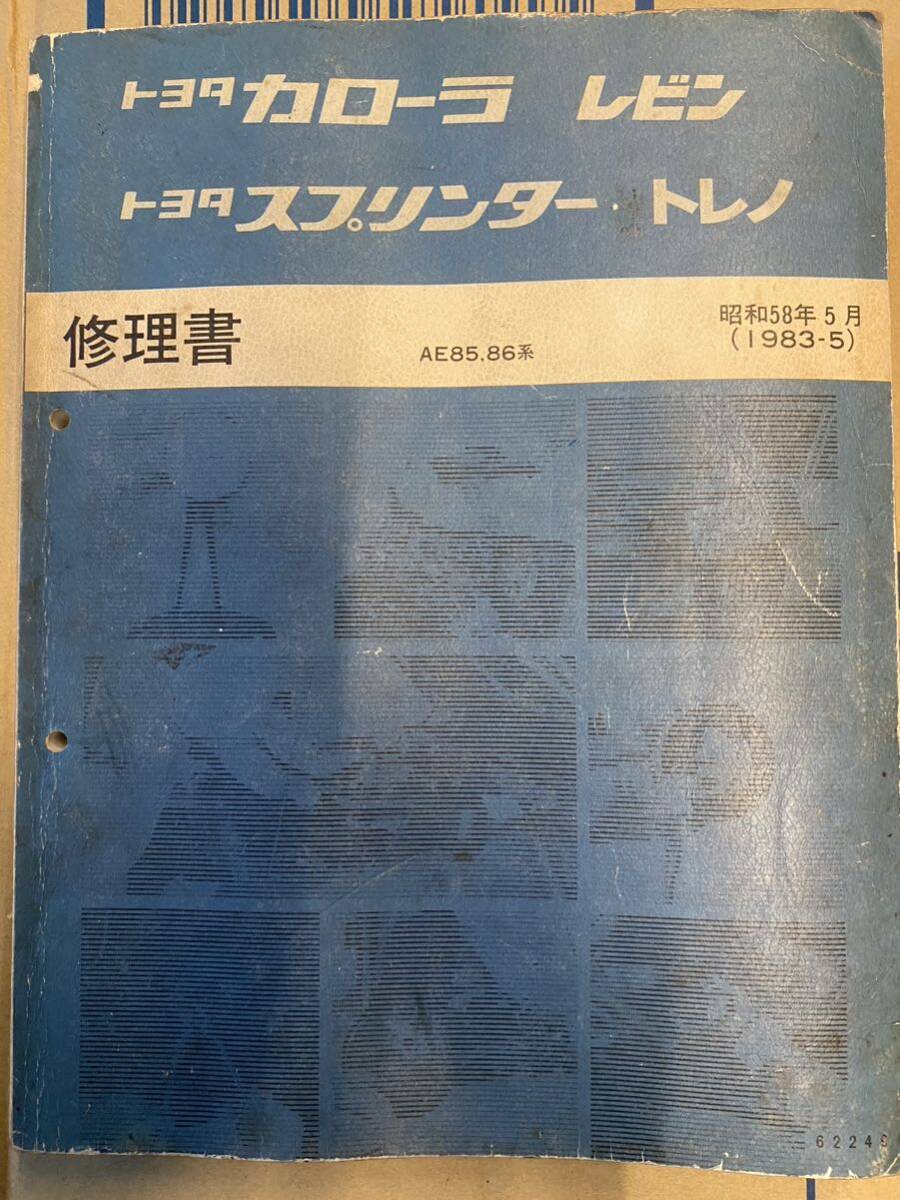 トヨタ カローラ レビン
トヨタ スプリンター・トレノ
修理書
AE85,86系
昭和58年5月
(1983-5)
62249